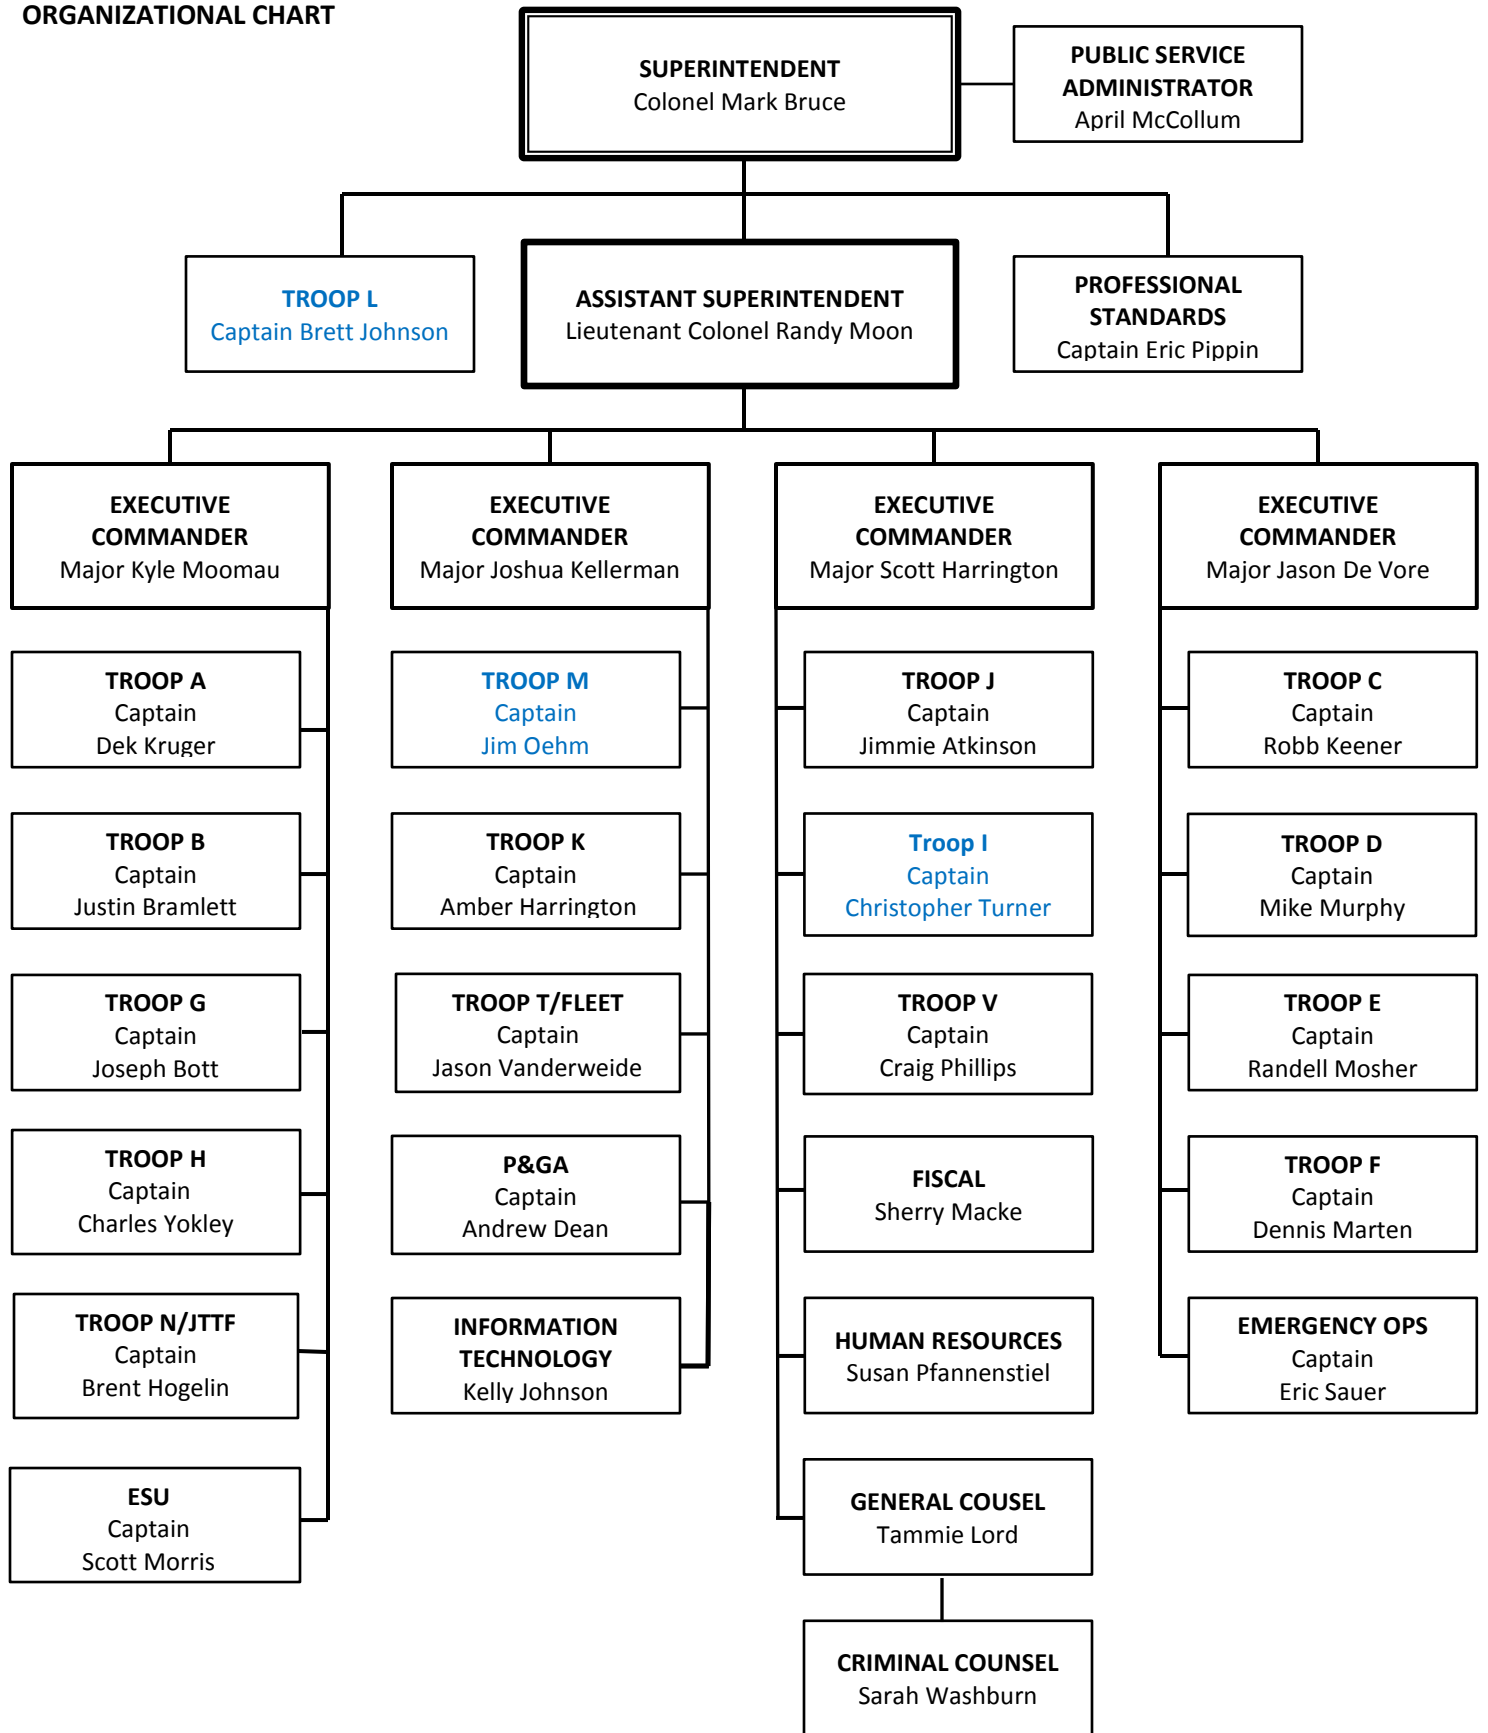 ORGANIZATIONAL CHART
SUPERINTENDENT
Colonel Mark Bruce
PUBLIC SERVICE
ADMINISTRATOR
April McCollum
TROOP L
Captain Brett Johnson
ASSISTANT SUPERINTENDENT
Lieutenant Colonel Randy Moon
PROFESSIONAL
STANDARDS
Captain Eric Pippin
EXECUTIVE
COMMANDER
Major Kyle Moomau
EXECUTIVE
COMMANDER
Major Joshua Kellerman
EXECUTIVE
COMMANDER
Major Scott Harrington
EXECUTIVE
COMMANDER
Major Jason De Vore
TROOP A
Captain
Dek Kruger
TROOP M
Captain
Jim Oehm
TROOP J
Captain
Jimmie Atkinson
TROOP C
Captain
Robb Keener
TROOP B
Captain
Justin Bramlett
TROOP K
Captain
Amber Harrington
Troop I
Captain
Christopher Turner
TROOP D
Captain
Mike Murphy
TROOP G
Captain
Joseph Bott
TROOP T/FLEET
Captain
Jason Vanderweide
TROOP V
Captain
Craig Phillips
TROOP E
Captain
Randell Mosher
TROOP H
Captain
Charles Yokley
P&GA
Captain
Andrew Dean
FISCAL
Sherry Macke
TROOP F
Captain
Dennis Marten
TROOP N/JTTF
Captain
Brent Hogelin
INFORMATION
TECHNOLOGY
Kelly Johnson
HUMAN RESOURCES
Susan Pfannenstiel
EMERGENCY OPS
Captain
Eric Sauer
ESU
Captain
Scott Morris
GENERAL COUSEL
Tammie Lord
CRIMINAL COUNSEL
Sarah Washburn